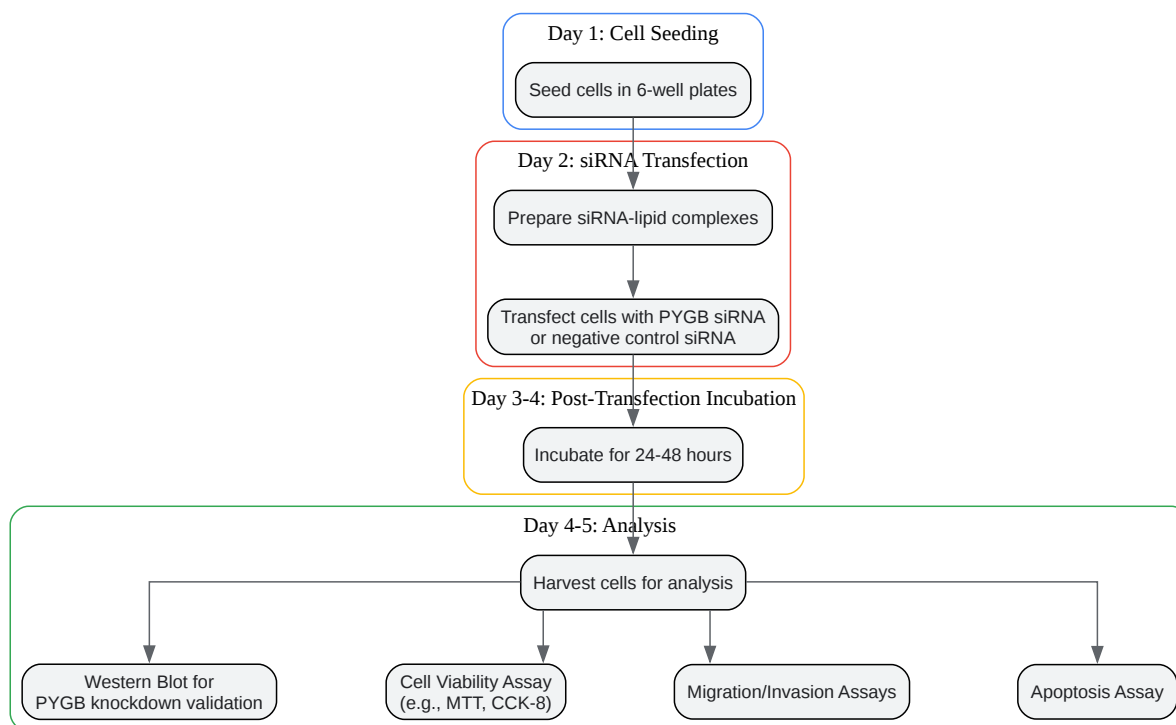 Day 1: Cell Seeding
Seed cells in 6-well plates
Day 2: siRNA Transfection
Prepare siRNA-lipid complexes
Transfect cells with PYGB siRNA
or negative control siRNA
Day 3-4: Post-Transfection Incubation
Incubate for 24-48 hours
Day 4-5: Analysis
Harvest cells for analysis
Western Blot for
PYGB knockdown validation
Cell Viability Assay
(e.g., MTT, CCK-8)
Migration/Invasion Assays
Apoptosis Assay